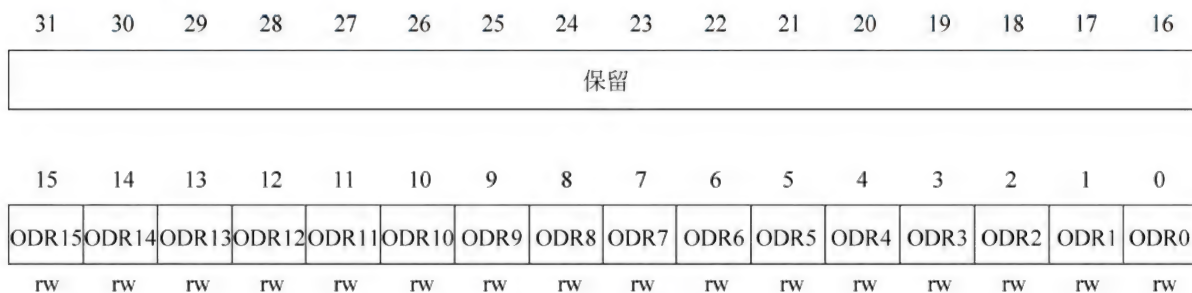 31 30 29 28 27 26 25 24 23 22 21 20 19 18 17 16
保留
15 14 13 12 11 10 9 8 7 6 5 4 3 2 1 0
ODR15 ODR14 ODR13 ODR12 ODR11 ODR10 ODR9 ODR8 ODR7 ODR6 ODR5 ODR4 ODR3 ODR2 ODR1 ODR0
rw rw rw rw rw rw rw rw rw rw rw rw rw rw rw rw